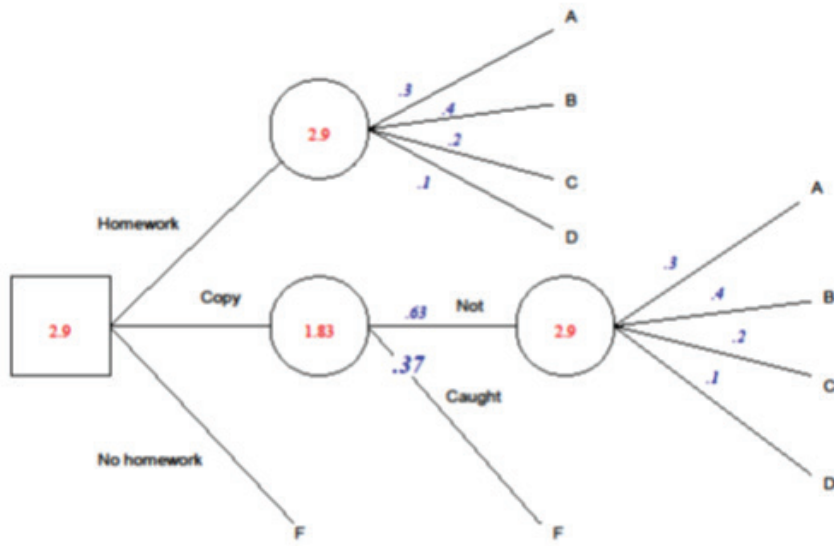 A
.3
B
.4
2.9
.2
C
.1
A
D
Homework
.3
B
Copy
.63
Not
.4
2.9
1.83
2.9
.2
.37
.1
C
Caught
No homework
D
F
F